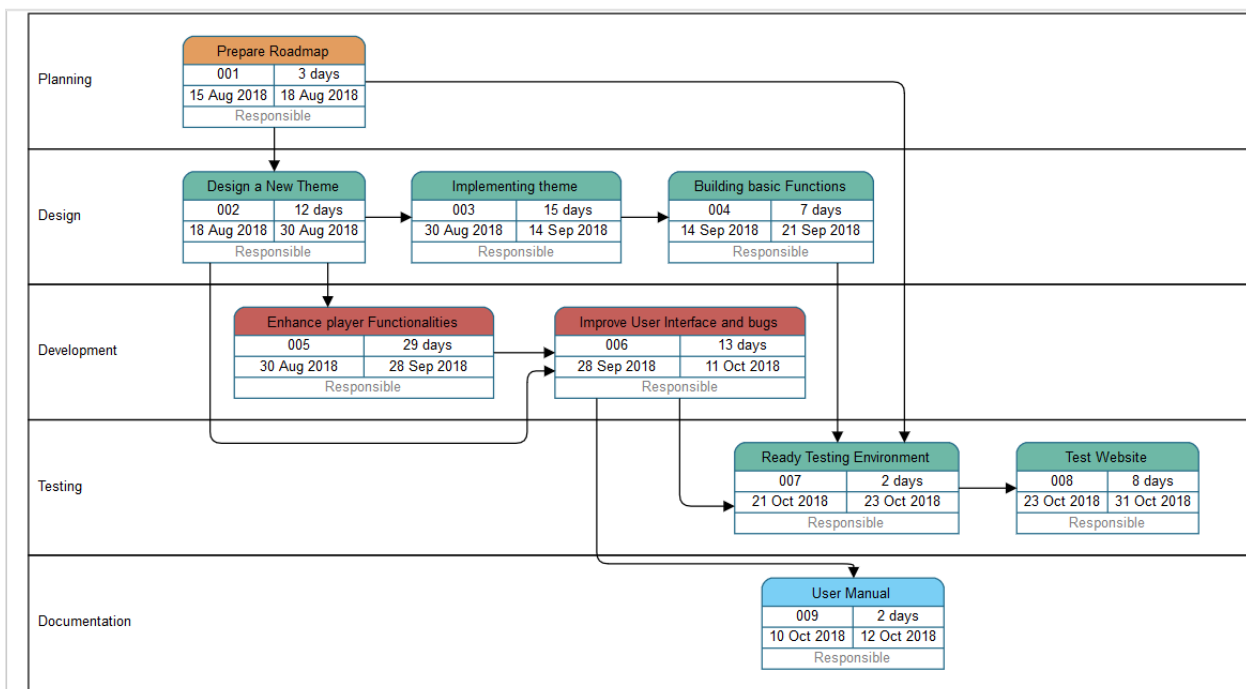 Planning
Prepare Roadmap
001 3 days
15 Aug 2018 18 Aug 2018
Responsible
Design
Design a New Theme
002 12 days
18 Aug 2018 30 Aug 2018
Responsible
Implementing theme
003 15 days
30 Aug 2018 14 Sep 2018
Responsible
Building basic Functions
004 7 days
14 Sep 2018 21 Sep 2018
Responsible
Development
Enhance player Functionalities
005 29 days
30 Aug 2018 28 Sep 2018
Responsible
Improve User Interface and bugs
006 13 days
28 Sep 2018 11 Oct 2018
Responsible
Testing
Ready Testing Environment
007 2 days
21 Oct 2018 23 Oct 2018
Responsible
Test Website
008 8 days
23 Oct 2018 31 Oct 2018
Responsible
Documentation
User Manual
009 2 days
10 Oct 2018 12 Oct 2018
Responsible